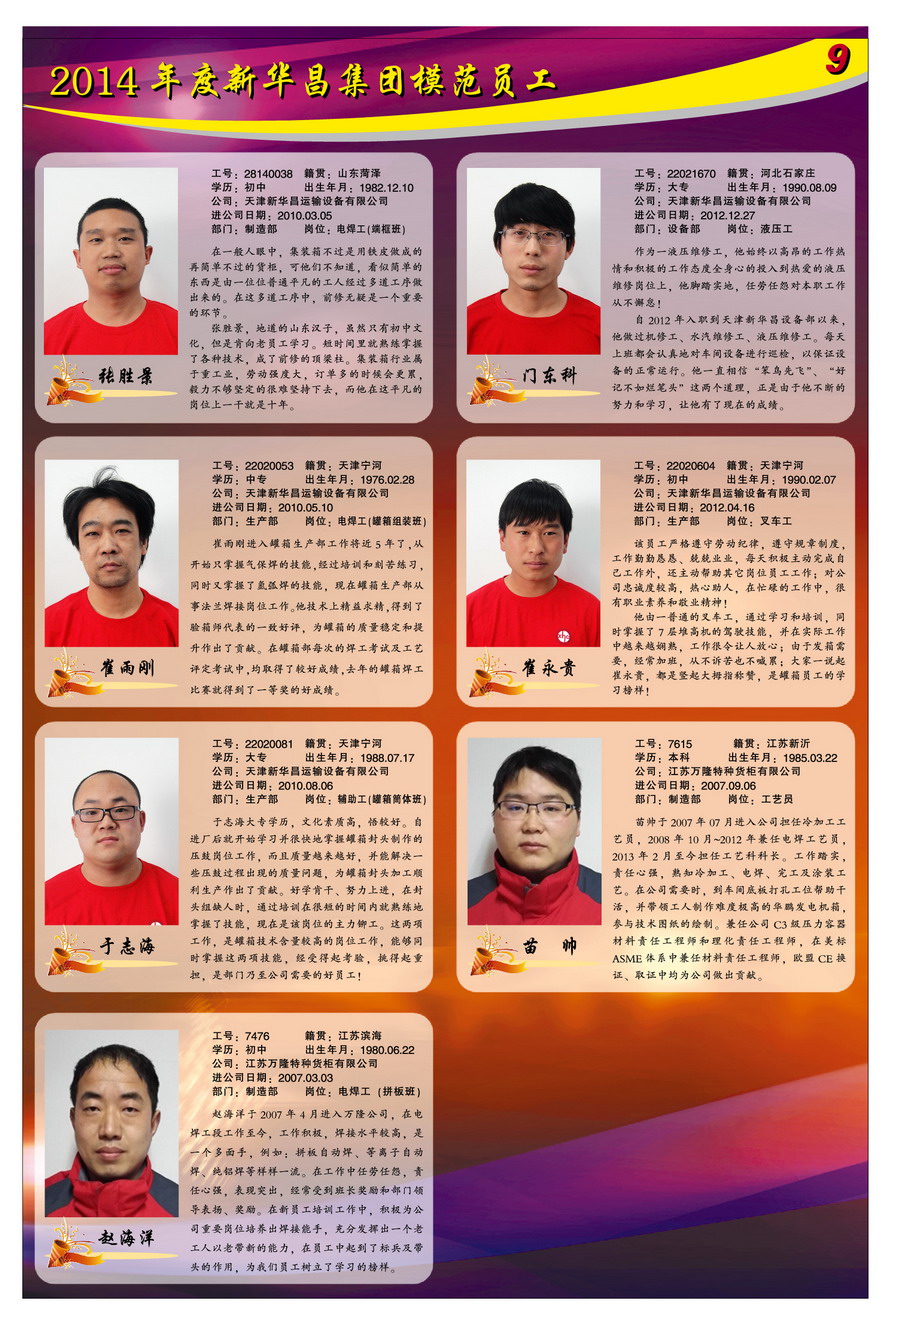 2014 年度新华昌集团模范员工
9
工号：28140038 籍贯：山东菏泽
学历：初中 出生年月：1982.12.10
公司：天津新华昌运输设备有限公司
进公司日期：2010.03.05
部门：制造部 岗位：电焊工(端框班)
在一般人眼中，集装箱不过是用铁皮做成的
再简单不过的货柜，可他们不知道，看似简单的
东西是由一位位普通平凡的工人经过多道工序做
出来的。在这多道工序中，前修无疑是一个重要
的环节。
张胜景，地道的山东汉子，虽然只有初中文
化，但是肯向老员工学习。短时间里就熟练掌握
了各种技术，成了前修的顶梁柱。集装箱行业属
于重工业，劳动强度大，订单多的时候会更累，
毅力不够坚定的很难坚持下去，而他在这平凡的
岗位上一干就是十年。
张胜景
工号：22021670 籍贯：河北石家庄
学历：大专 出生年月：1990.08.09
公司：天津新华昌运输设备有限公司
进公司日期：2012.12.27
部门：设备部 岗位：液压工
作为一液压维修工，他始终以高昂的工作热
情和积极的工作态度全身心的投入到热爱的液压
维修岗位上，他脚踏实地，任劳任怨对本职工作
从不懈怠！
自 2012 年入职到天津新华昌设备部以来，
他做过机修工、水汽维修工、液压维修工。每天
上班都会认真地对车间设备进行巡检，以保证设
备的正常运行。他一直相信“笨鸟先飞”、“好
记不如烂笔头”这两个道理，正是由于他不断的
努力和学习，让他有了现在的成绩。
门东科
工号：22020053 籍贯：天津宁河
学历：中专 出生年月：1976.02.28
公司：天津新华昌运输设备有限公司
进公司日期：2010.05.10
部门：生产部 岗位：电焊工(罐箱组装班)
崔雨刚进入罐箱生产部工作将近 5 年了,从
开始只掌握气保焊的技能,经过培训和刻苦练习,
同时又掌握了氩弧焊的技能，现在罐箱生产部从
事法兰焊接岗位工作。他技术上精益求精,得到了
验箱师代表的一致好评，为罐箱的质量稳定和提
升作出了贡献。在罐箱部每次的焊工考试及工艺
评定考试中,均取得了较好成绩,去年的罐箱焊工
比赛就得到了一等奖的好成绩。
崔雨刚
工号：22020604 籍贯：天津宁河
学历：初中 出生年月：1990.02.07
公司：天津新华昌运输设备有限公司
进公司日期：2012.04.16
部门：生产部 岗位：叉车工
该员工严格遵守劳动纪律，遵守规章制度，
工作勤勤恳恳、兢兢业业，每天积极主动完成自
己工作外，还主动帮助其它岗位员工工作；对公
司忠诚度较高，热心助人，在忙碌的工作中，很
有职业素养和敬业精神！
他由一普通的叉车工，通过学习和培训，同
时掌握了 7 层堆高机的驾驶技能，并在实际工作
中越来越娴熟，工作很令让人放心；由于发箱需
要，经常加班，从不诉苦也不喊累；大家一说起
崔永贵，都是竖起大拇指称赞，是罐箱员工的学
习榜样！
崔永贵
工号：22020081 籍贯：天津宁河
学历：大专 出生年月：1988.07.17
公司：天津新华昌运输设备有限公司
进公司日期：2010.08.06
部门：生产部 岗位：辅助工(罐箱筒体班)
于志海大专学历，文化素质高，悟较好。自
进厂后就开始学习并很快地掌握罐箱封头制作的
压鼓岗位工作，而且质量越来越好，并能解决一
些压鼓过程出现的质量问题，为罐箱封头加工顺
利生产作出了贡献。好学肯干、努力上进，在封
头组缺人时，通过培训在很短的时间内就熟练地
掌握了技能，现在是该岗位的主力铆工。这两项
工作，是罐箱技术含量较高的岗位工作，能够同
时掌握这两项技能，经受得起考验，挑得起重
担，是部门乃至公司需要的好员工！
于志海
工号：7615 籍贯：江苏新沂
学历：本科 出生年月：1985.03.22
公司：江苏万隆特种货柜有限公司
进公司日期：2007.09.06
部门：制造部 岗位：工艺员
苗帅于 2007 年 07 月进入公司担任冷加工工
艺员，2008 年 10 月~2012 年兼任电焊工艺员，
2013 年 2 月至今担任工艺科科长。工作踏实，
责任心强，熟知冷加工、电焊、完工及涂装工
艺。在公司需要时，到车间底板打孔工位帮助干
活，并带领工人制作难度极高的华鹏发电机箱，
参与技术图纸的绘制。兼任公司 C3 级压力容器
材料责任工程师和理化责任工程师，在美标
ASME 体系中兼任材料责任工程师，欧盟 CE 换
证、取证中均为公司做出贡献。
苗 帅
工号：7476 籍贯：江苏滨海
学历：初中 出生年月：1980.06.22
公司：江苏万隆特种货柜有限公司
进公司日期：2007.03.03
部门：制造部 岗位：电焊工（拼板班）
赵海洋于 2007 年 4 月进入万隆公司，在电
焊工段工作至今，工作积极，焊接水平较高，是
一个多面手，例如：拼板自动焊、等离子自动
焊、纯铝焊等样样一流。在工作中任劳任怨，责
任心强，表现突出，经常受到班长奖励和部门领
导表扬、奖励。在新员工培训工作中，积极为公
司重要岗位培养出焊接能手，充分发挥出一个老
工人以老带新的能力，在员工中起到了标兵及带
头的作用，为我们员工树立了学习的榜样。
赵海洋